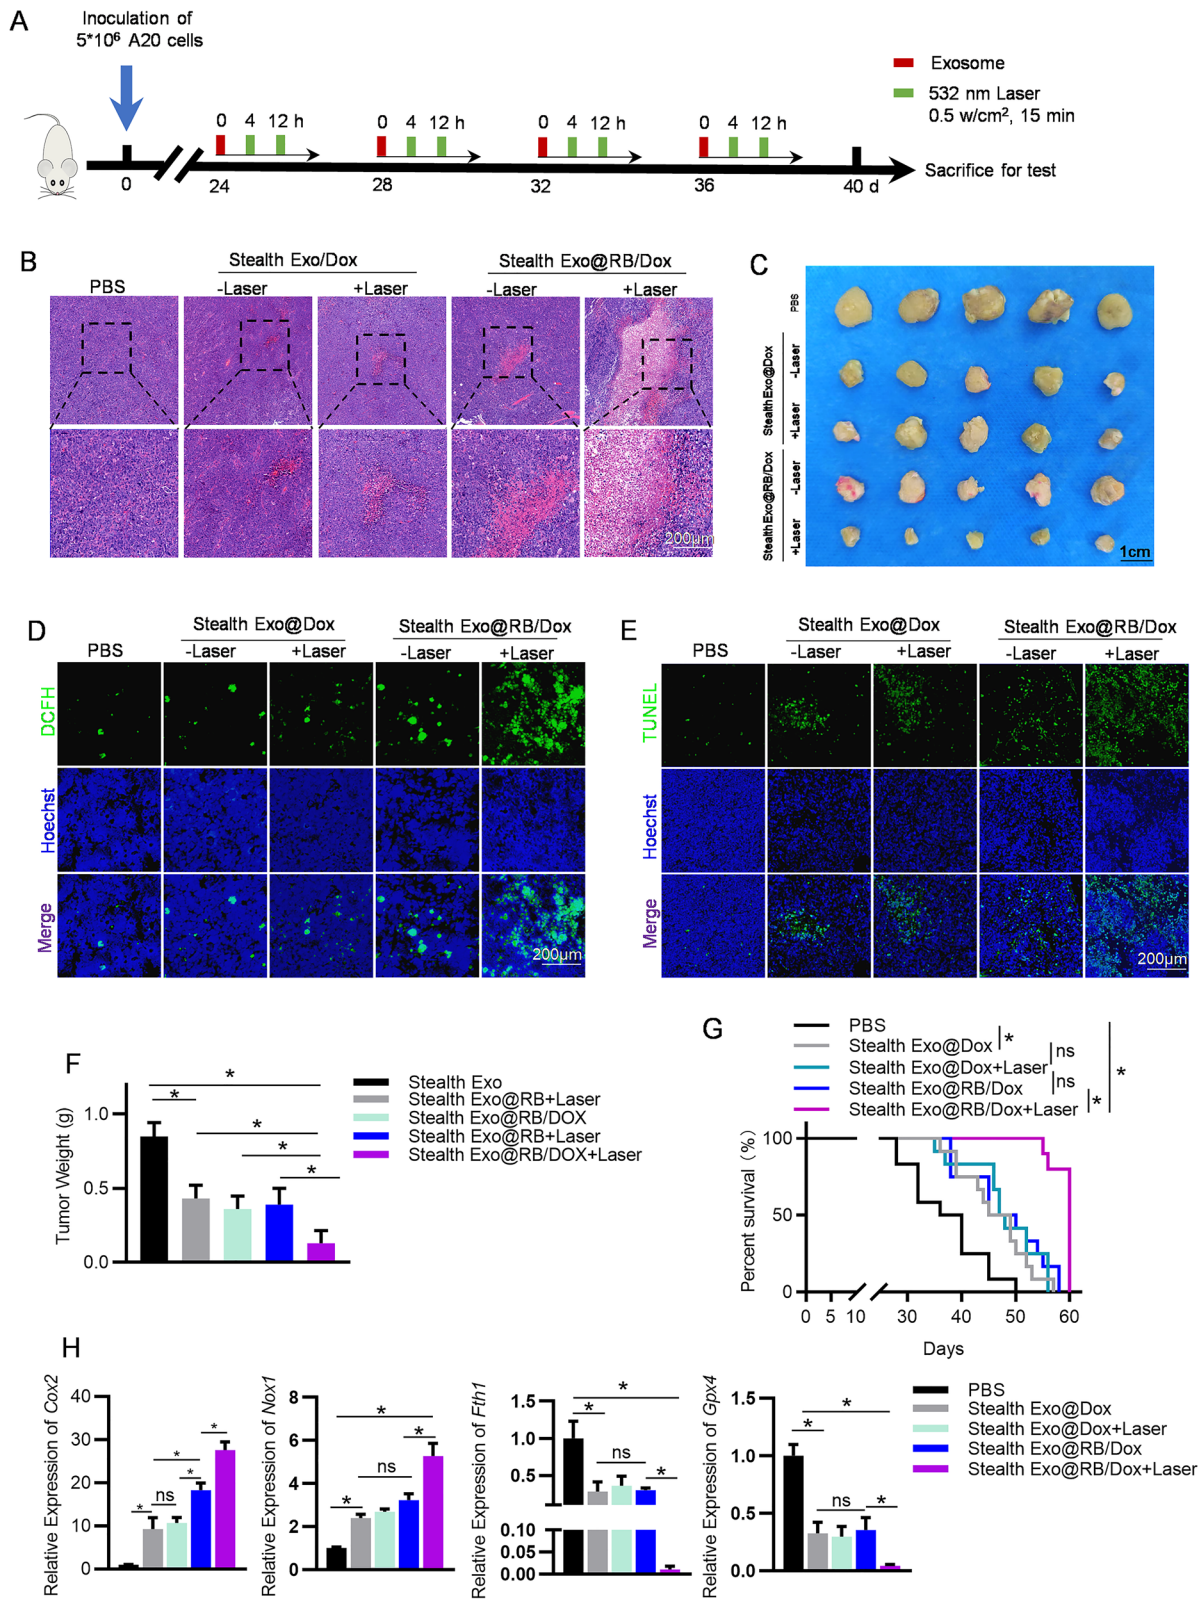 A
Inoculation of
5*10⁶ A20 cells
Exosome
532 nm Laser
0.5 w/cm², 15 min
0 4 12 h
0 4 12 h
0 4 12 h
0 4 12 h
0
24
28
32
36
40 d
Sacrifice for test
B
Stealth Exo/Dox
Stealth Exo@RB/Dox
PBS
-Laser
+Laser
-Laser
+Laser
200μm
C
PBS
Stealth Exo@Dox
-Laser
+Laser
Stealth Exo@RB/Dox
-Laser
+Laser
1cm
D
Stealth Exo@Dox
Stealth Exo@RB/Dox
PBS
-Laser
+Laser
-Laser
+Laser
DCFH
Hoechst
Merge
200μm
E
Stealth Exo@Dox
Stealth Exo@RB/Dox
PBS
-Laser
+Laser
-Laser
+Laser
TUNEL
Hoechst
Merge
200μm
F
Tumor Weight (g)
1.0
0.5
0.0
*
*
*
*
*
Stealth Exo
Stealth Exo@RB+Laser
Stealth Exo@RB/DOX
Stealth Exo@RB+Laser
Stealth Exo@RB/DOX+Laser
G
PBS
Stealth Exo@Dox
Stealth Exo@Dox+Laser
Stealth Exo@RB/Dox
Stealth Exo@RB/Dox+Laser
*
ns
ns
*
*
Percent survival (%)
100
50
0
0 5 10 30 40 50 60
Days
H
Relative Expression of Cox2
40
30
20
10
0
*
ns
*
*
*
Relative Expression of Nox1
8
6
4
2
0
*
*
ns
*
Relative Expression of Fth1
1.5
1.0
0.5
0.10
0.05
0.00
*
*
ns
*
Relative Expression of Gpx4
1.5
1.0
0.5
0.0
*
*
ns
*
PBS
Stealth Exo@Dox
Stealth Exo@Dox+Laser
Stealth Exo@RB/Dox
Stealth Exo@RB/Dox+Laser